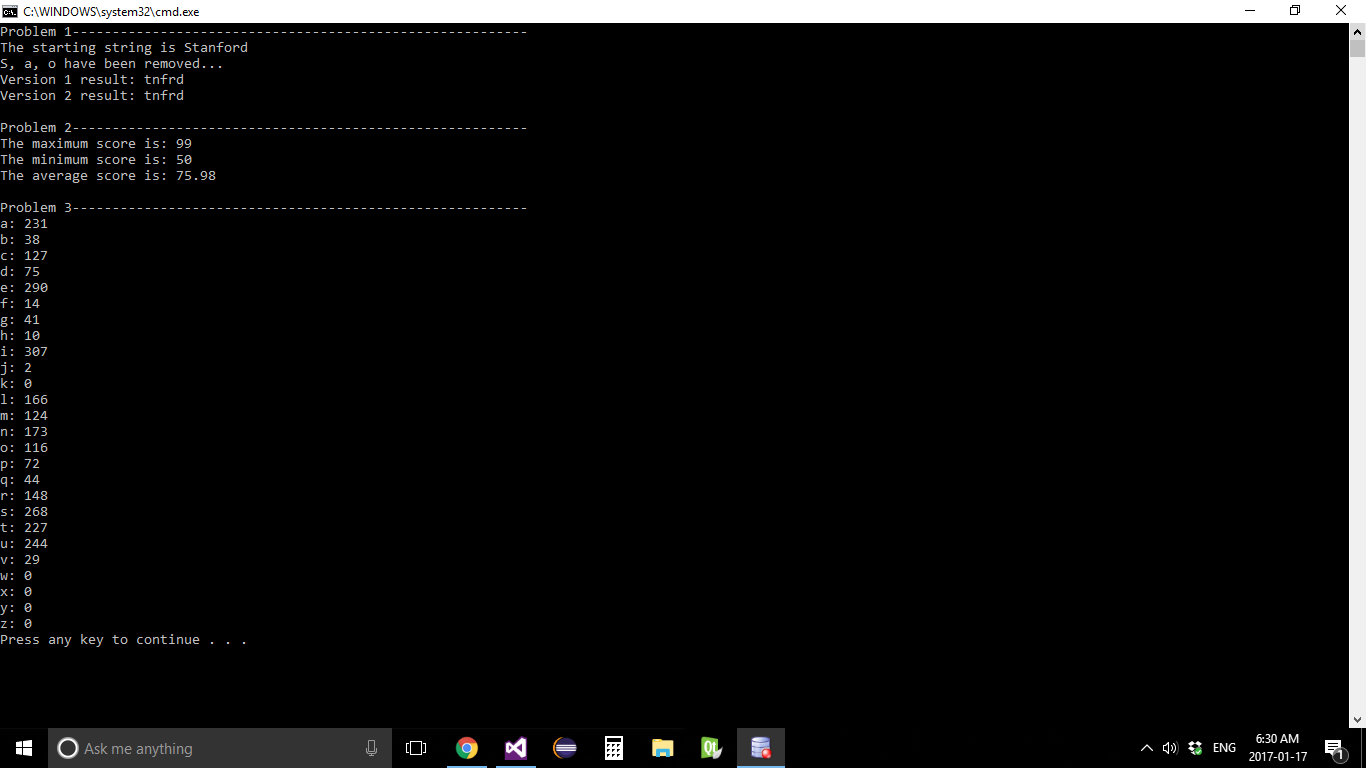 C:\WINDOWS\system32\cmd.exe
Problem 1---------------------------------------------------------
The starting string is Stanford
S, a, o have been removed...
Version 1 result: tnfrd
Version 2 result: tnfrd
Problem 2---------------------------------------------------------
The maximum score is: 99
The minimum score is: 50
The average score is: 75.98
Problem 3---------------------------------------------------------
a: 231
b: 38
c: 127
d: 75
e: 290
f: 14
g: 41
h: 10
i: 307
j: 2
k: 0
l: 166
m: 124
n: 173
o: 116
p: 72
q: 44
r: 148
s: 268
t: 227
u: 244
v: 29
w: 0
x: 0
y: 0
z: 0
Press any key to continue . . .
Ask me anything
Qt
ENG
6:30 AM
2017-01-17
1